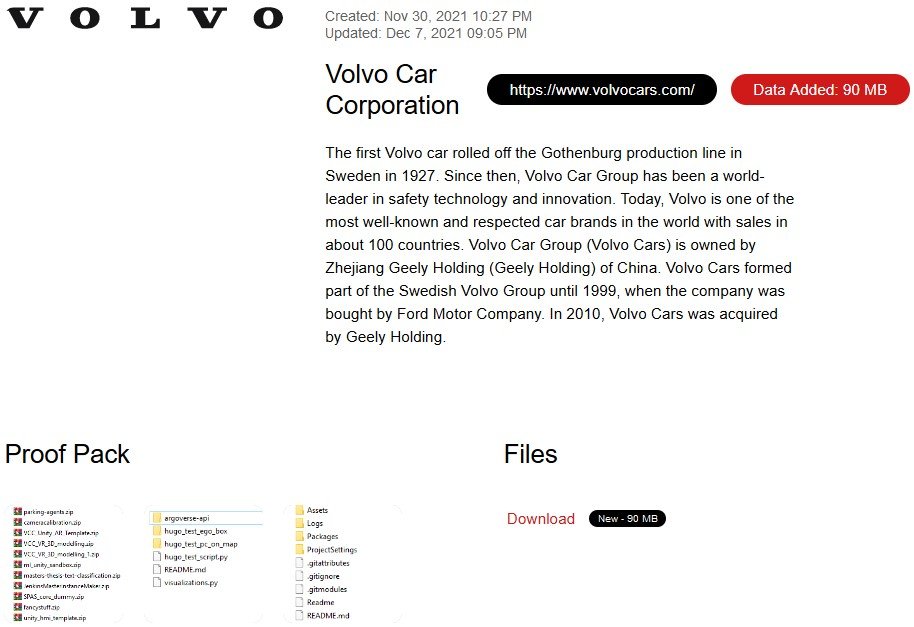 VOLVO
Created: Nov 30, 2021 10:27 PM
Updated: Dec 7, 2021 09:05 PM
Volvo Car
Corporation
https://www.volvocars.com/
Data Added: 90 MB
The first Volvo car rolled off the Gothenburg production line in
Sweden in 1927. Since then, Volvo Car Group has been a world-
leader in safety technology and innovation. Today, Volvo is one of the
most well-known and respected car brands in the world with sales in
about 100 countries. Volvo Car Group (Volvo Cars) is owned by
Zhejiang Geely Holding (Geely Holding) of China. Volvo Cars formed
part of the Swedish Volvo Group until 1999, when the company was
bought by Ford Motor Company. In 2010, Volvo Cars was acquired
by Geely Holding.
Proof Pack
parking-agents.zip
cameracalibration.zip
VCC_Unity_AR_Template.zip
VCC_VR_3D_modelling.zip
VCC_VR_3D_modelling_1.zip
ml_unity_sandbox.zip
masters-thesis-text-classification.zip
JenkinsMasterInstanceMaker.zip
SPAS_core_dummy.zip
fancystuff.zip
unity_hmi_template.zip
argoverse-api
hugo_test_ego_box
hugo_test_pc_on_map
hugo_test_script.py
README.md
visualizations.py
Assets
Logs
Packages
ProjectSettings
.gitattributes
.gitignore
.gitmodules
Readme
README.md
Files
Download
New - 90 MB